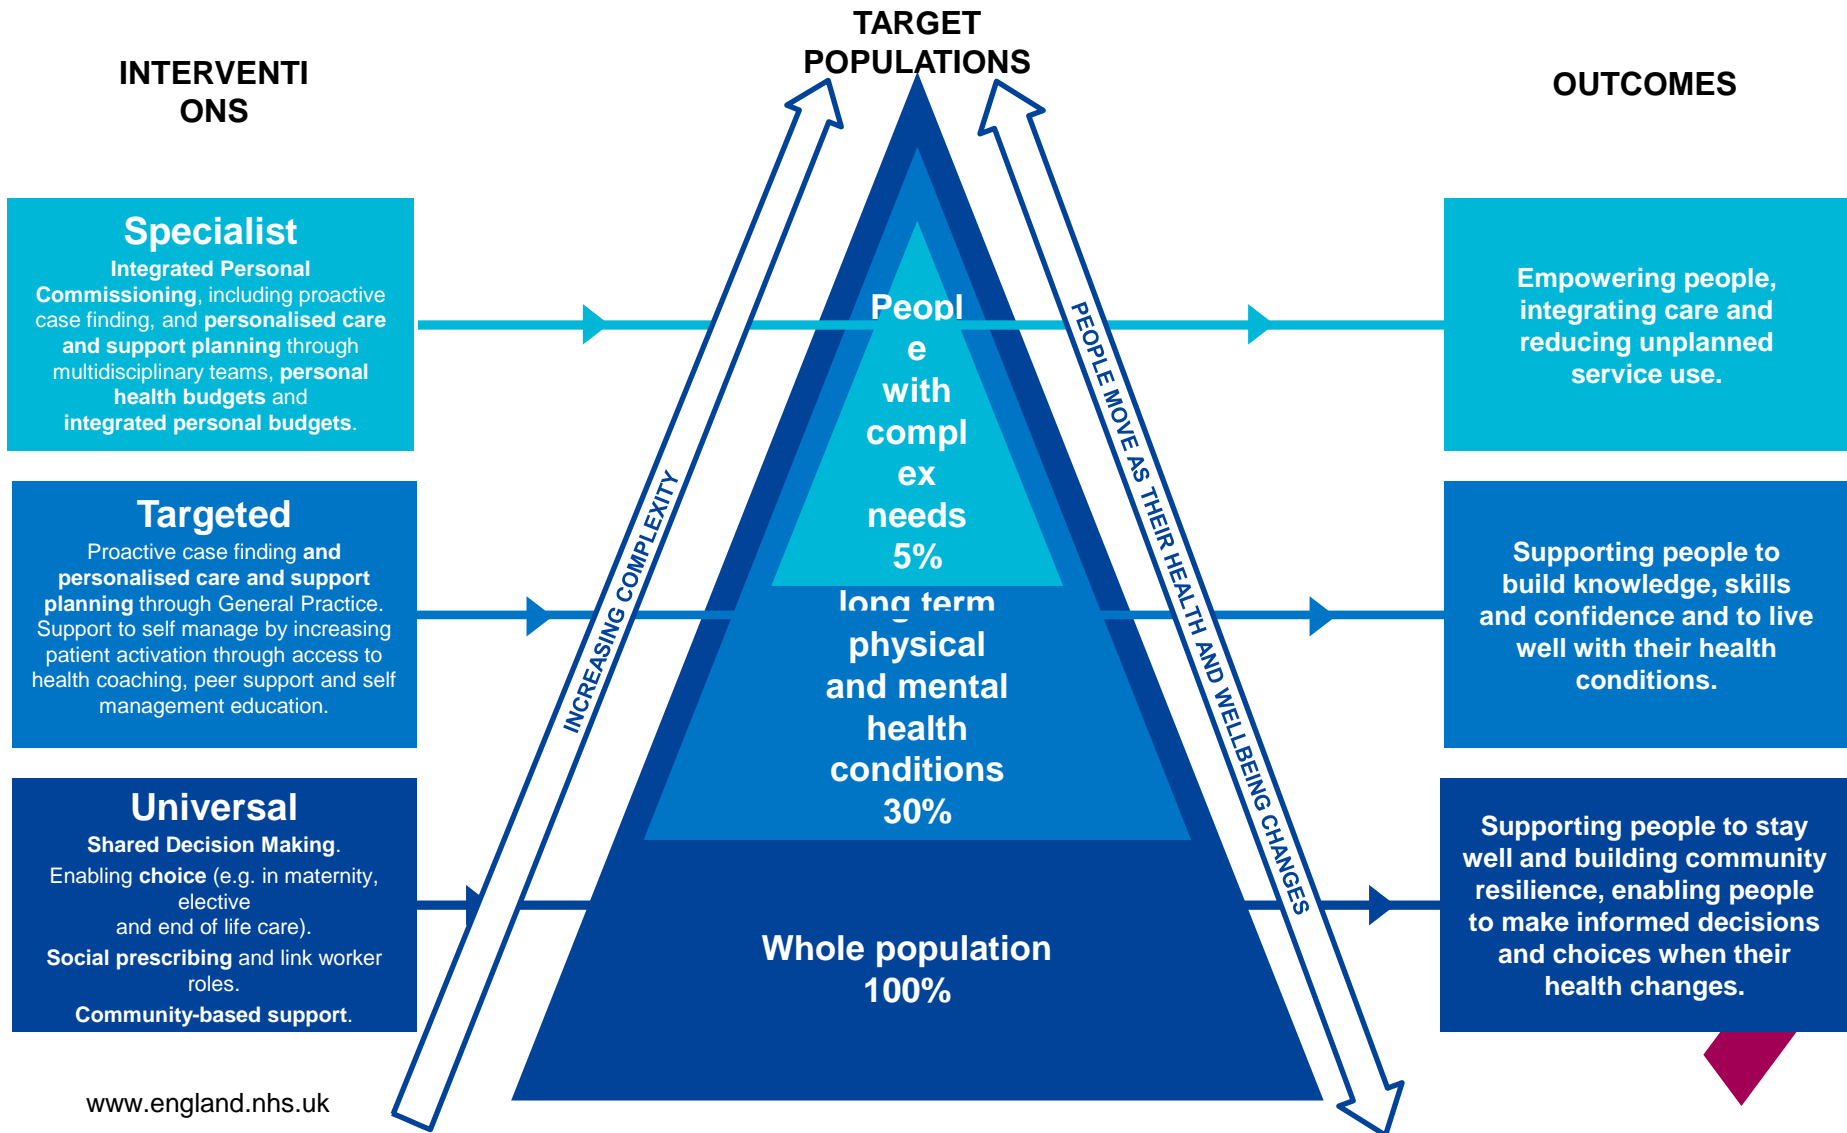 TARGET
POPULATIONS
INTERVENTI
ONS
OUTCOMES
Specialist
Integrated Personal
Commissioning, including proactive
case finding, and personalised care
and support planning through
multidisciplinary teams, personal
health budgets and
integrated personal budgets.
Targeted
Proactive case finding and
personalised care and support
planning through General Practice.
Support to self manage by increasing
patient activation through access to
health coaching, peer support and self
management education.
Universal
Shared Decision Making.
Enabling choice (e.g. in maternity,
elective
and end of life care).
Social prescribing and link worker
roles.
Community-based support.
INCREASING COMPLEXITY
Peopl
e
with
compl
ex
needs
5%
long term
physical
and mental
health
conditions
30%
Whole population
100%
PEOPLE MOVE AS THEIR HEALTH AND WELLBEING CHANGES
Empowering people,
integrating care and
reducing unplanned
service use.
Supporting people to
build knowledge, skills
and confidence and to live
well with their health
conditions.
Supporting people to stay
well and building community
resilience, enabling people
to make informed decisions
and choices when their
health changes.
www.england.nhs.uk